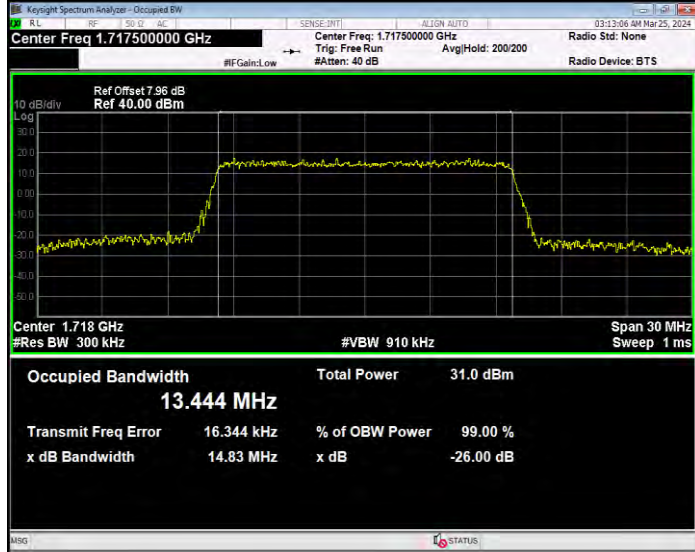 Keysight Spectrum Analyzer - Occupied BW
RL RF 50 Ω AC SENSE:INT ALIGN AUTO 03:13:06 AM Mar 25, 2024
Center Freq 1.717500000 GHz Center Freq: 1.717500000 GHz Radio Std: None
Trig: Free Run Avg|Hold: 200/200
#IFGain:Low #Atten: 40 dB Radio Device: BTS
Ref Offset 7.96 dB
10 dB/div Ref 40.00 dBm
Log
30.0
20.0
10.0
0.00
-10.0
-20.0
-30.0
-40.0
-50.0
Center 1.718 GHz Span 30 MHz
#Res BW 300 kHz #VBW 910 kHz Sweep 1 ms
Occupied Bandwidth Total Power 31.0 dBm
13.444 MHz
Transmit Freq Error 16.344 kHz % of OBW Power 99.00 %
x dB Bandwidth 14.83 MHz x dB -26.00 dB
MSG STATUS